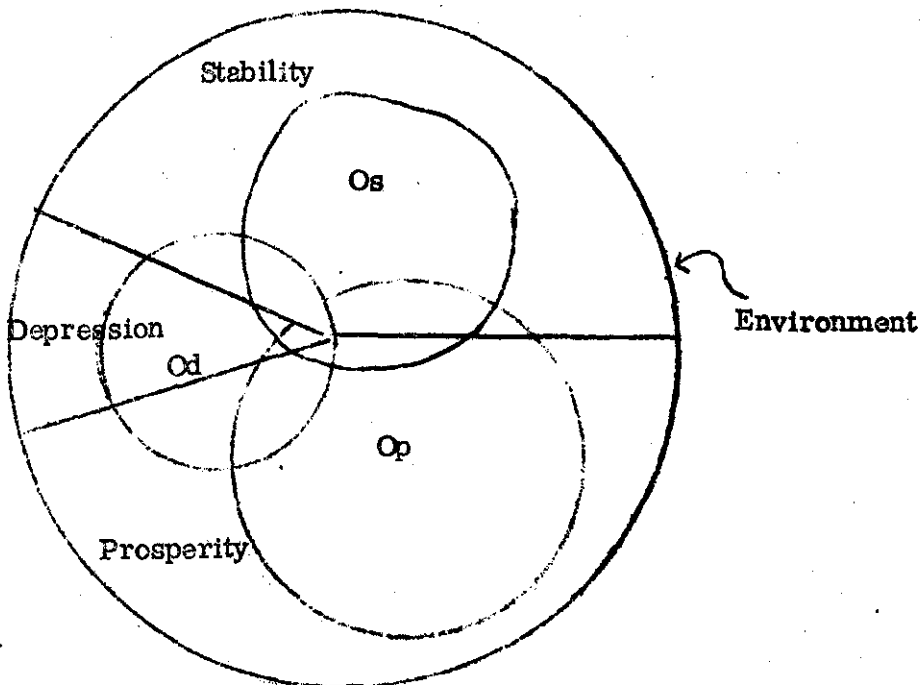 Stability
Os
Depression
Od
Environment
Op
Prosperity